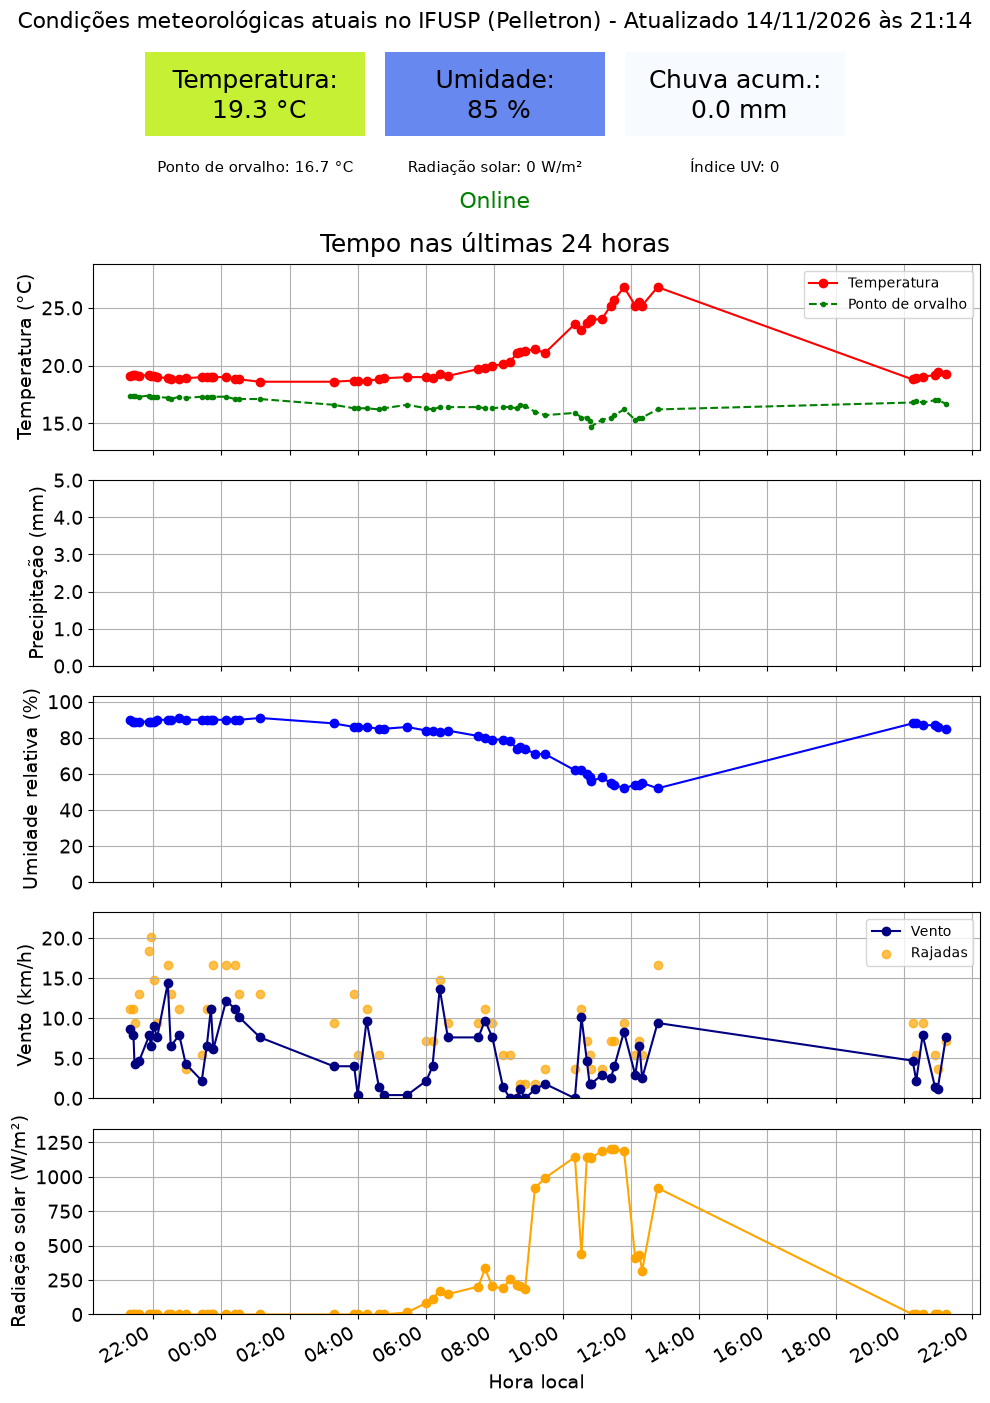 Condições meteorológicas atuais no IFUSP (Pelletron) - Atualizado 14/11/2026 às 21:14
Temperatura:
19.3 °C
Umidade:
85 %
Chuva acum.:
0.0 mm
Ponto de orvalho: 16.7 °C
Radiação solar: 0 W/m²
Índice UV: 0
Online
Tempo nas últimas 24 horas
Temperatura (°C)
25.0
20.0
15.0
Temperatura
Ponto de orvalho
Precipitação (mm)
5.0
4.0
3.0
2.0
1.0
0.0
Umidade relativa (%)
100
80
60
40
20
0
Vento (km/h)
20.0
15.0
10.0
5.0
0.0
Vento
Rajadas
Radiação solar (W/m²)
1250
1000
750
500
250
0
22:00
00:00
02:00
04:00
06:00
08:00
10:00
12:00
14:00
16:00
18:00
20:00
22:00
Hora local